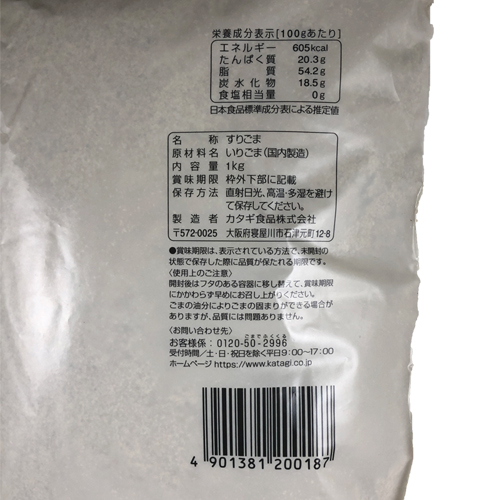 栄養成分表示[100gあたり]
エネルギー 605kcal
たんぱく質 20.3g
脂質 54.2g
炭水化物 18.5g
食塩相当量 0g
日本食品標準成分表による推定値
名称 すりごま
原材料名 いりごま(国内製造)
内容量 1kg
賞味期限 枠外下部に記載
保存方法 直射日光、高温・多湿を避け
て保存してください。
製造者 カタギ食品株式会社
〒572-0025 大阪府寝屋川市石津元町12-8
●賞味期限は、表示されている方法で、未開封の
状態で保存した際に品質が保たれる期限です。
〈使用上のご注意〉
開封後はフタのある容器に移し替えて、賞味期限
にかかわらず早めにお召し上がりください。
ごまの油分によりごまの固まりができる場合が
ありますが、品質には問題ありません。
〈お問い合わせ先〉
ごまでふくくる
お客様係:0120-50-2996
受付時間/土・日・祝日を除く平日9:00〜17:00
ホームページ https://www.katagi.co.jp
4 901381 200187